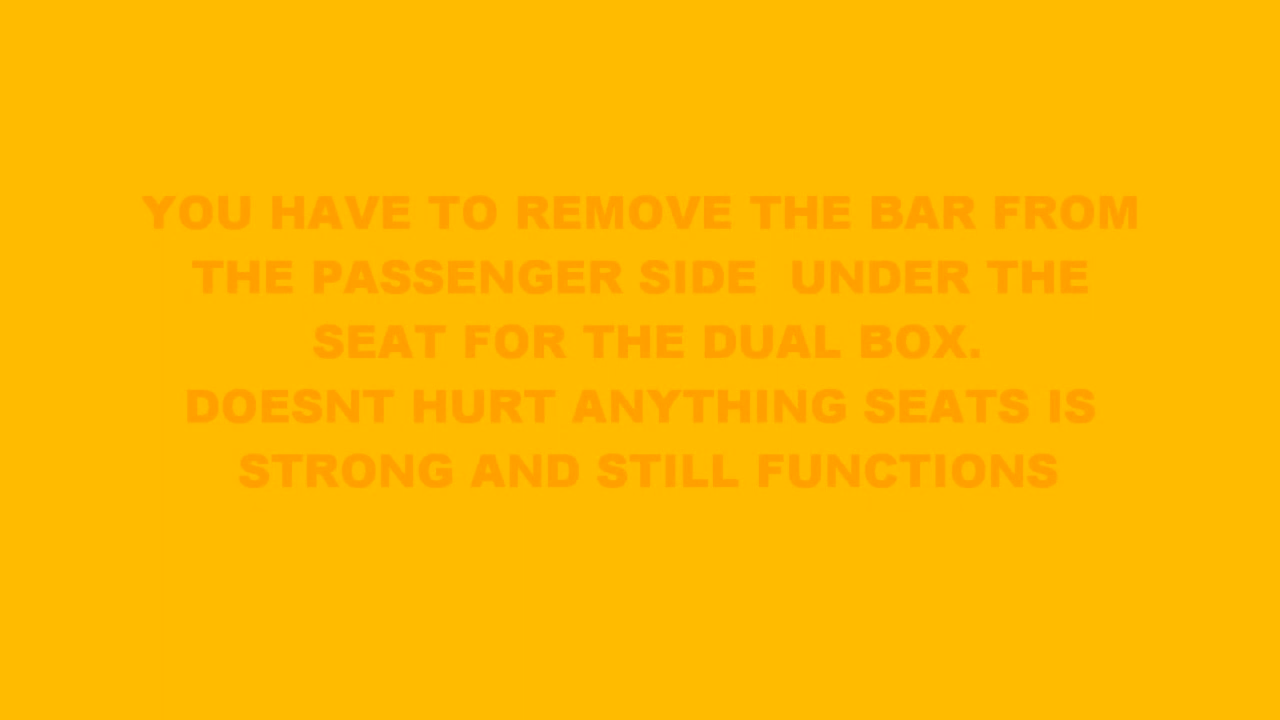 YOU HAVE TO REMOVE THE BAR FROM
THE PASSENGER SIDE  UNDER THE
SEAT FOR THE DUAL BOX.
DOESNT HURT ANYTHING SEATS IS
STRONG AND STILL FUNCTIONS